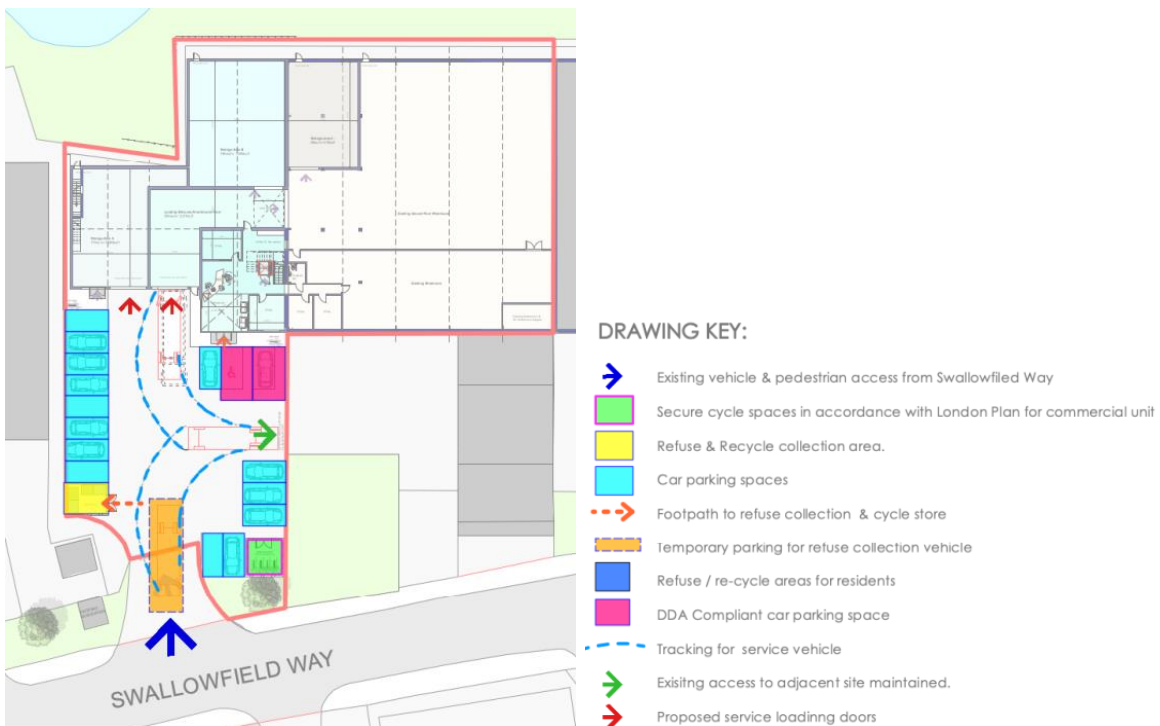 SWALLOWFIELD WAY
DRAWING KEY:
Existing vehicle & pedestrian access from Swallowfiled Way
Secure cycle spaces in accordance with London Plan for commercial unit
Refuse & Recycle collection area.
Car parking spaces
Footpath to refuse collection & cycle store
Temporary parking for refuse collection vehicle
Refuse / re-cycle areas for residents
DDA Compliant car parking space
Tracking for service vehicle
Exisitng access to adjacent site maintained.
Proposed service loadinng doors